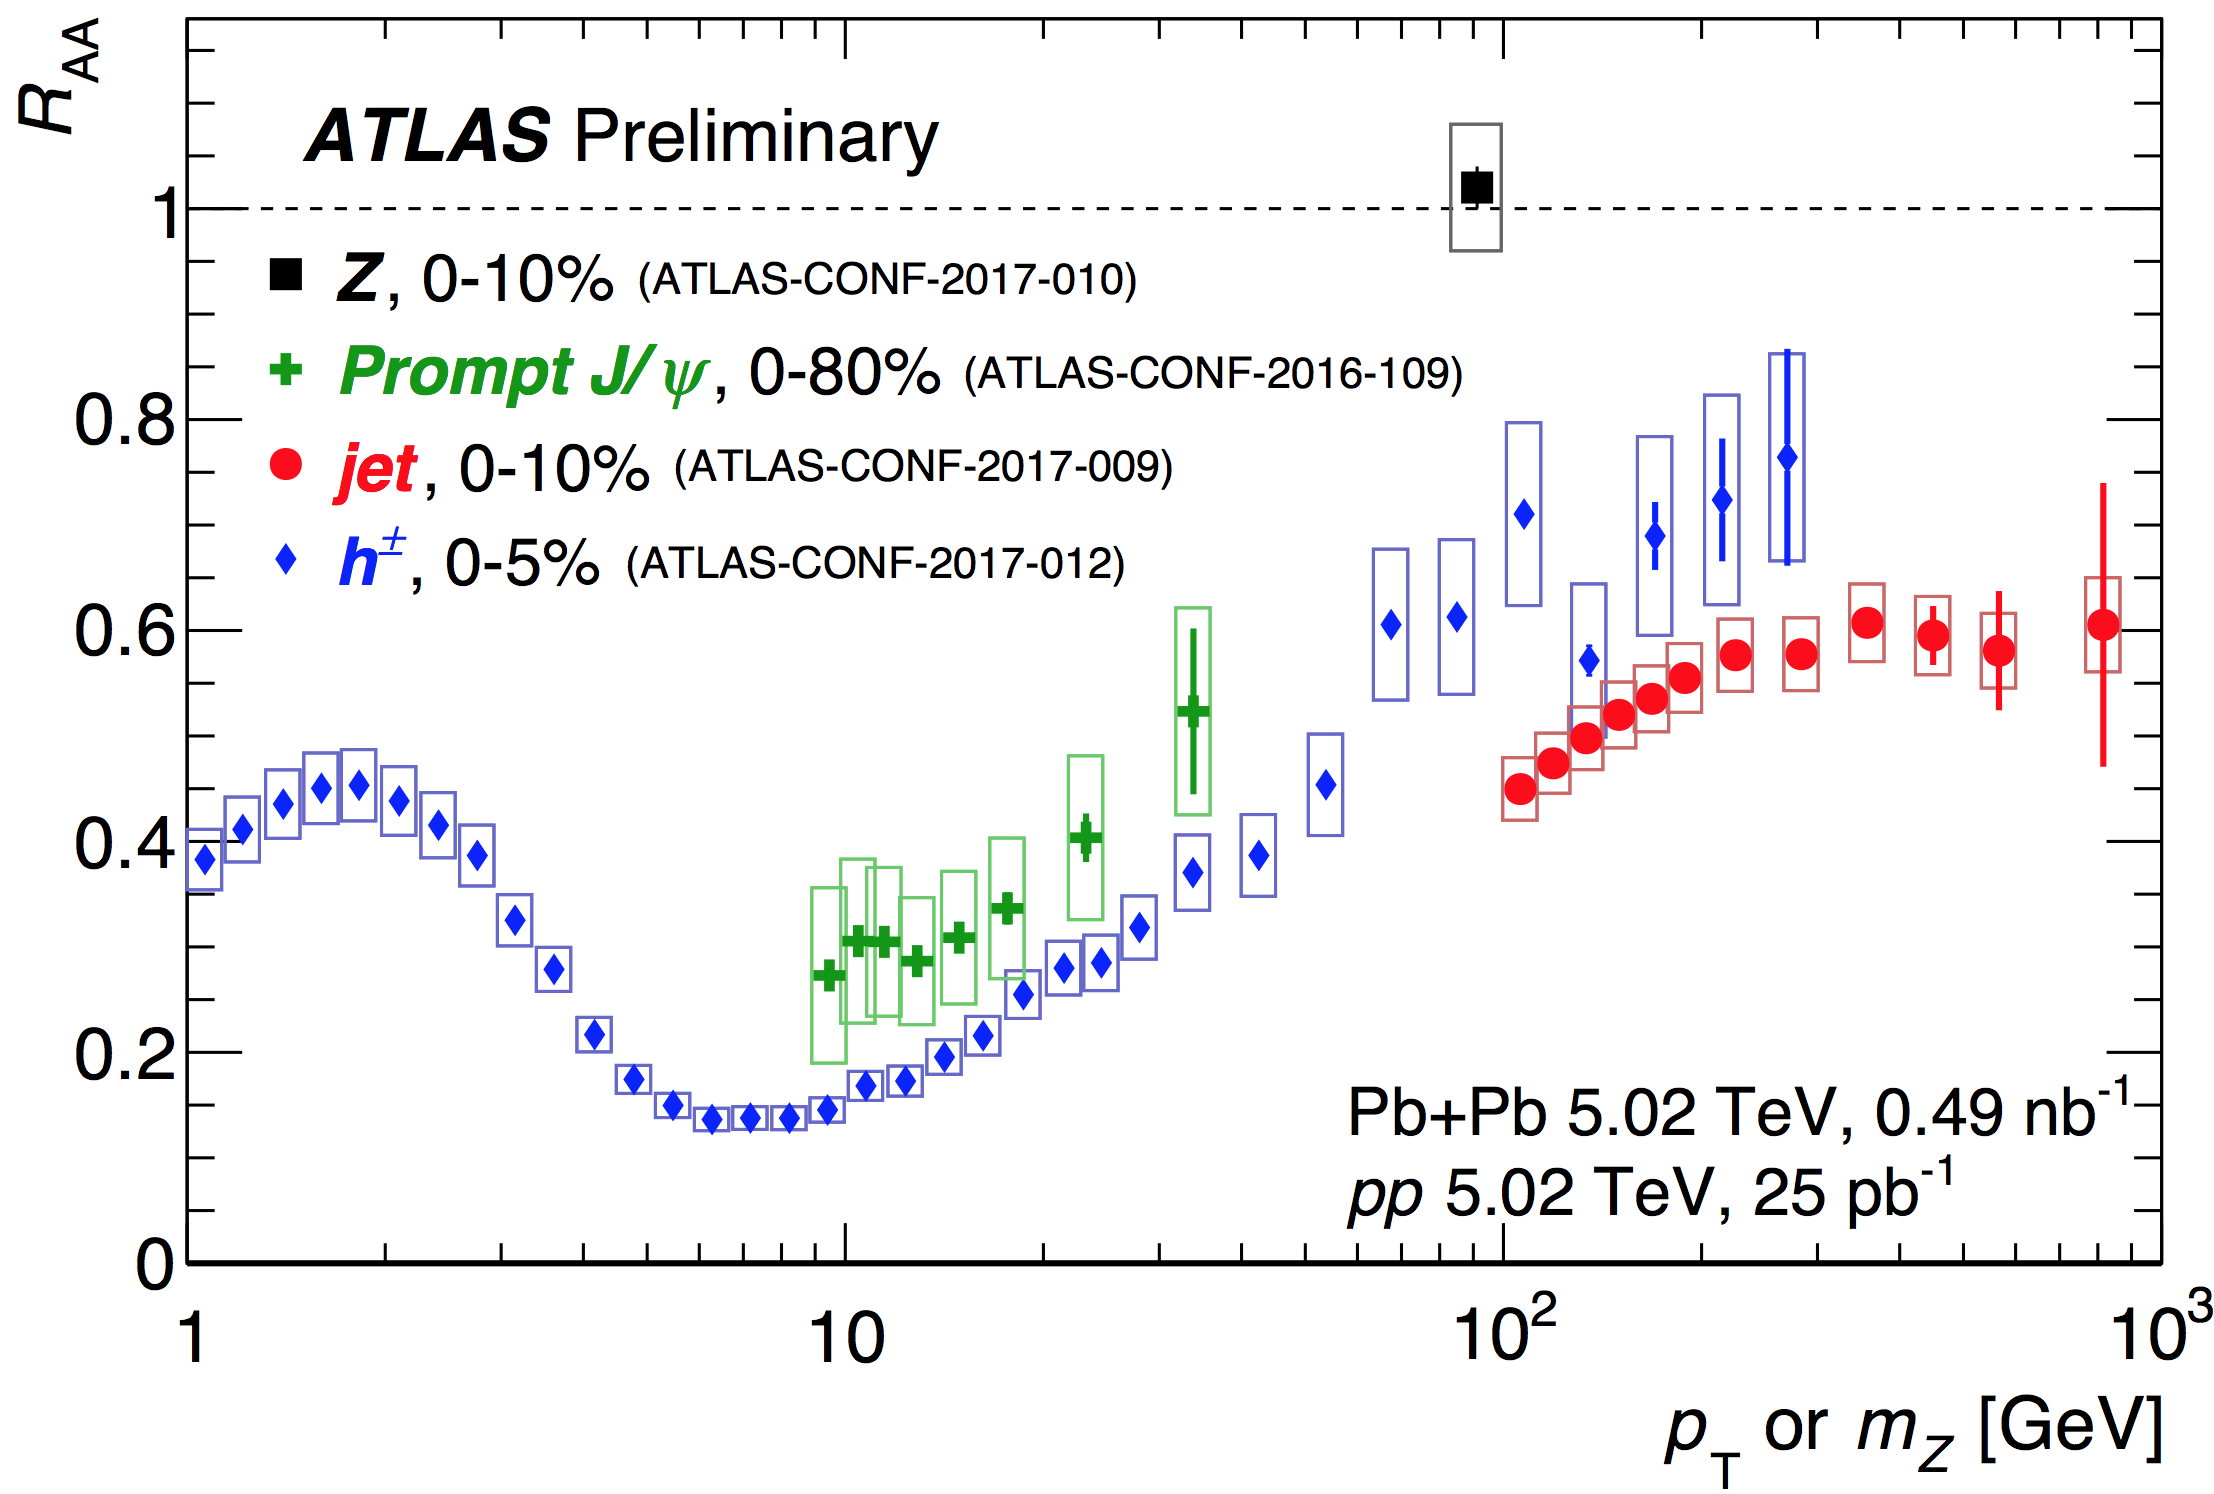 R_AA
ATLAS Preliminary
1
Z, 0-10% (ATLAS-CONF-2017-010)
Prompt J/ψ, 0-80% (ATLAS-CONF-2016-109)
0.8
jet, 0-10% (ATLAS-CONF-2017-009)
h±, 0-5% (ATLAS-CONF-2017-012)
0.6
0.4
0.2
Pb+Pb 5.02 TeV, 0.49 nb⁻¹
pp 5.02 TeV, 25 pb⁻¹
0
1 10 10² 10³
p_T or m_Z [GeV]